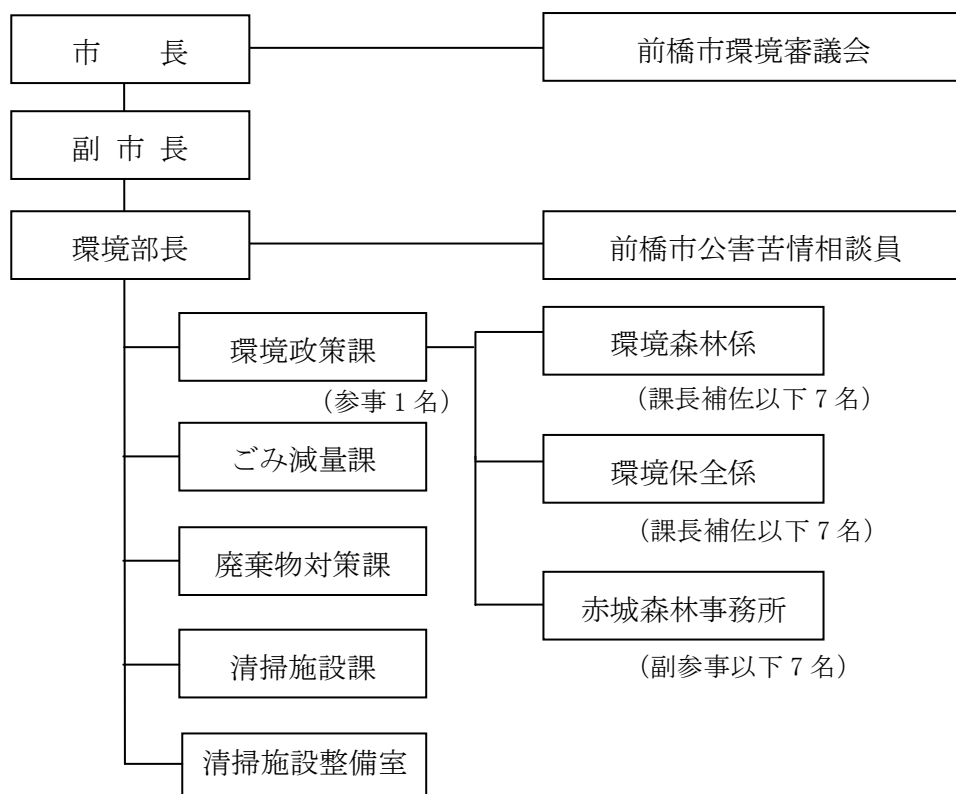 市　　長
前橋市環境審議会
副 市 長
環境部長
前橋市公害苦情相談員
環境政策課
環境森林係
（参事１名）
（課長補佐以下７名）
ごみ減量課
環境保全係
（課長補佐以下７名）
廃棄物対策課
赤城森林事務所
（副参事以下７名）
清掃施設課
清掃施設整備室